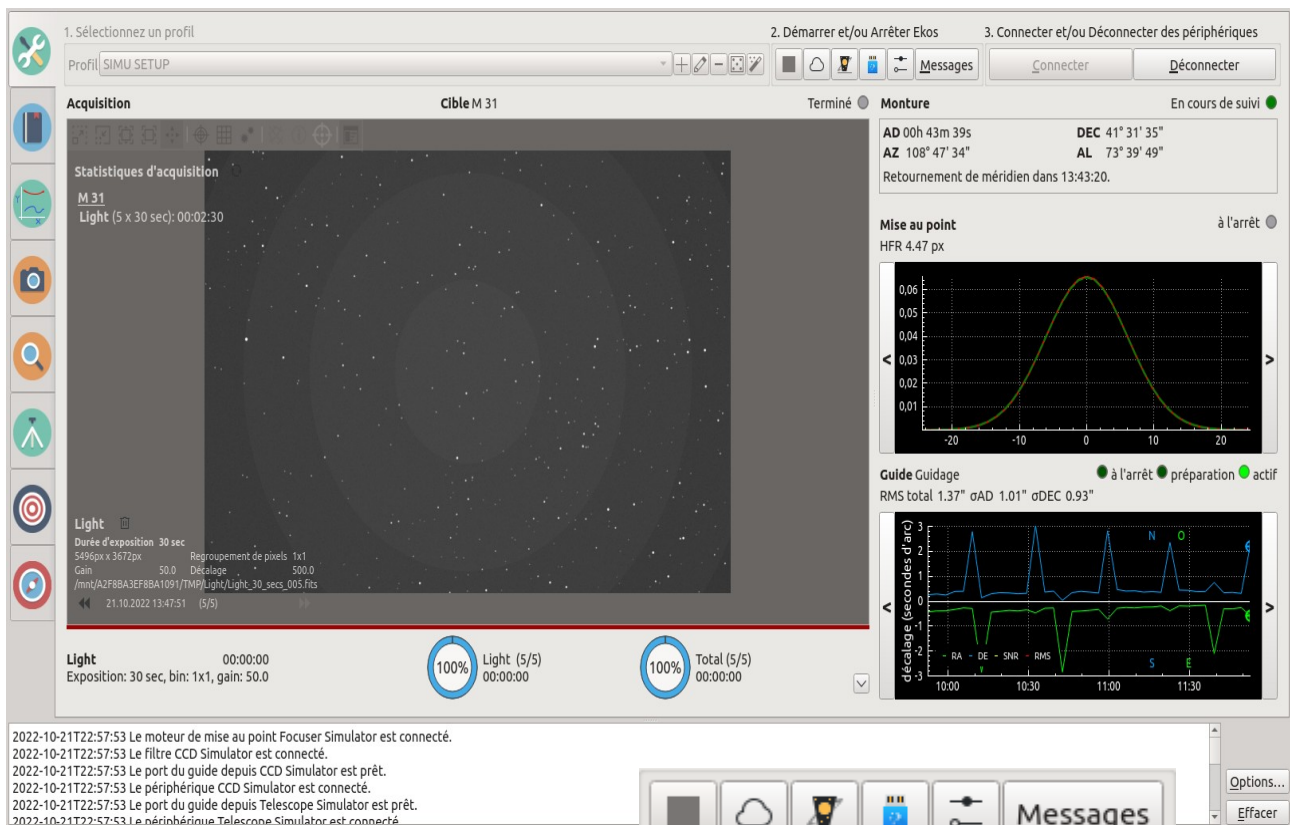 1. Sélectionnez un profil
2. Démarrer et/ou Arrêter Ekos
3. Connecter et/ou Déconnecter des périphériques
Profil SIMU SETUP
Messages
Connecter
Déconnecter
Acquisition
Cible M 31
Terminé
Statistiques d'acquisition
M 31
Light (5 x 30 sec): 00:02:30
Light
Durée d'exposition 30 sec
5496px x 3672px Regroupement de pixels 1x1
Gain 50.0 Décalage 500.0
/mnt/A2F8BA3EF8BA1091/TMP/Light/Light_30_secs_005.fits
21.10.2022 13:47:51 (5/5)
Light 00:00:00
Exposition: 30 sec, bin: 1x1, gain: 50.0
100%
Light (5/5)
00:00:00
100%
Total (5/5)
00:00:00
Monture
En cours de suivi
AD 00h 43m 39s DEC 41° 31' 35"
AZ 108° 47' 34" AL 73° 39' 49"
Retournement de méridien dans 13:43:20.
Mise au point
à l'arrêt
HFR 4.47 px
0,06
0,05
0,04
< 0,03 >
0,02
0,01
-20 -10 0 10 20
Guide Guidage
à l'arrêt préparation actif
RMS total 1.37" σAD 1.01" σDEC 0.93"
décalage (secondes d'arc)
3
N O
2
1
< 0 >
-1
-2
- RA - DE - SNR - RMS
S E
-3
10:00 10:30 11:00 11:30
2022-10-21T22:57:53 Le moteur de mise au point Focuser Simulator est connecté.
2022-10-21T22:57:53 Le filtre CCD Simulator est connecté.
2022-10-21T22:57:53 Le port du guide depuis CCD Simulator est prêt.
2022-10-21T22:57:53 Le périphérique CCD Simulator est connecté.
2022-10-21T22:57:53 Le port du guide depuis Telescope Simulator est prêt.
2022-10-21T22:57:53 Le périphérique Telescope Simulator est connecté.
Messages
Options...
Effacer